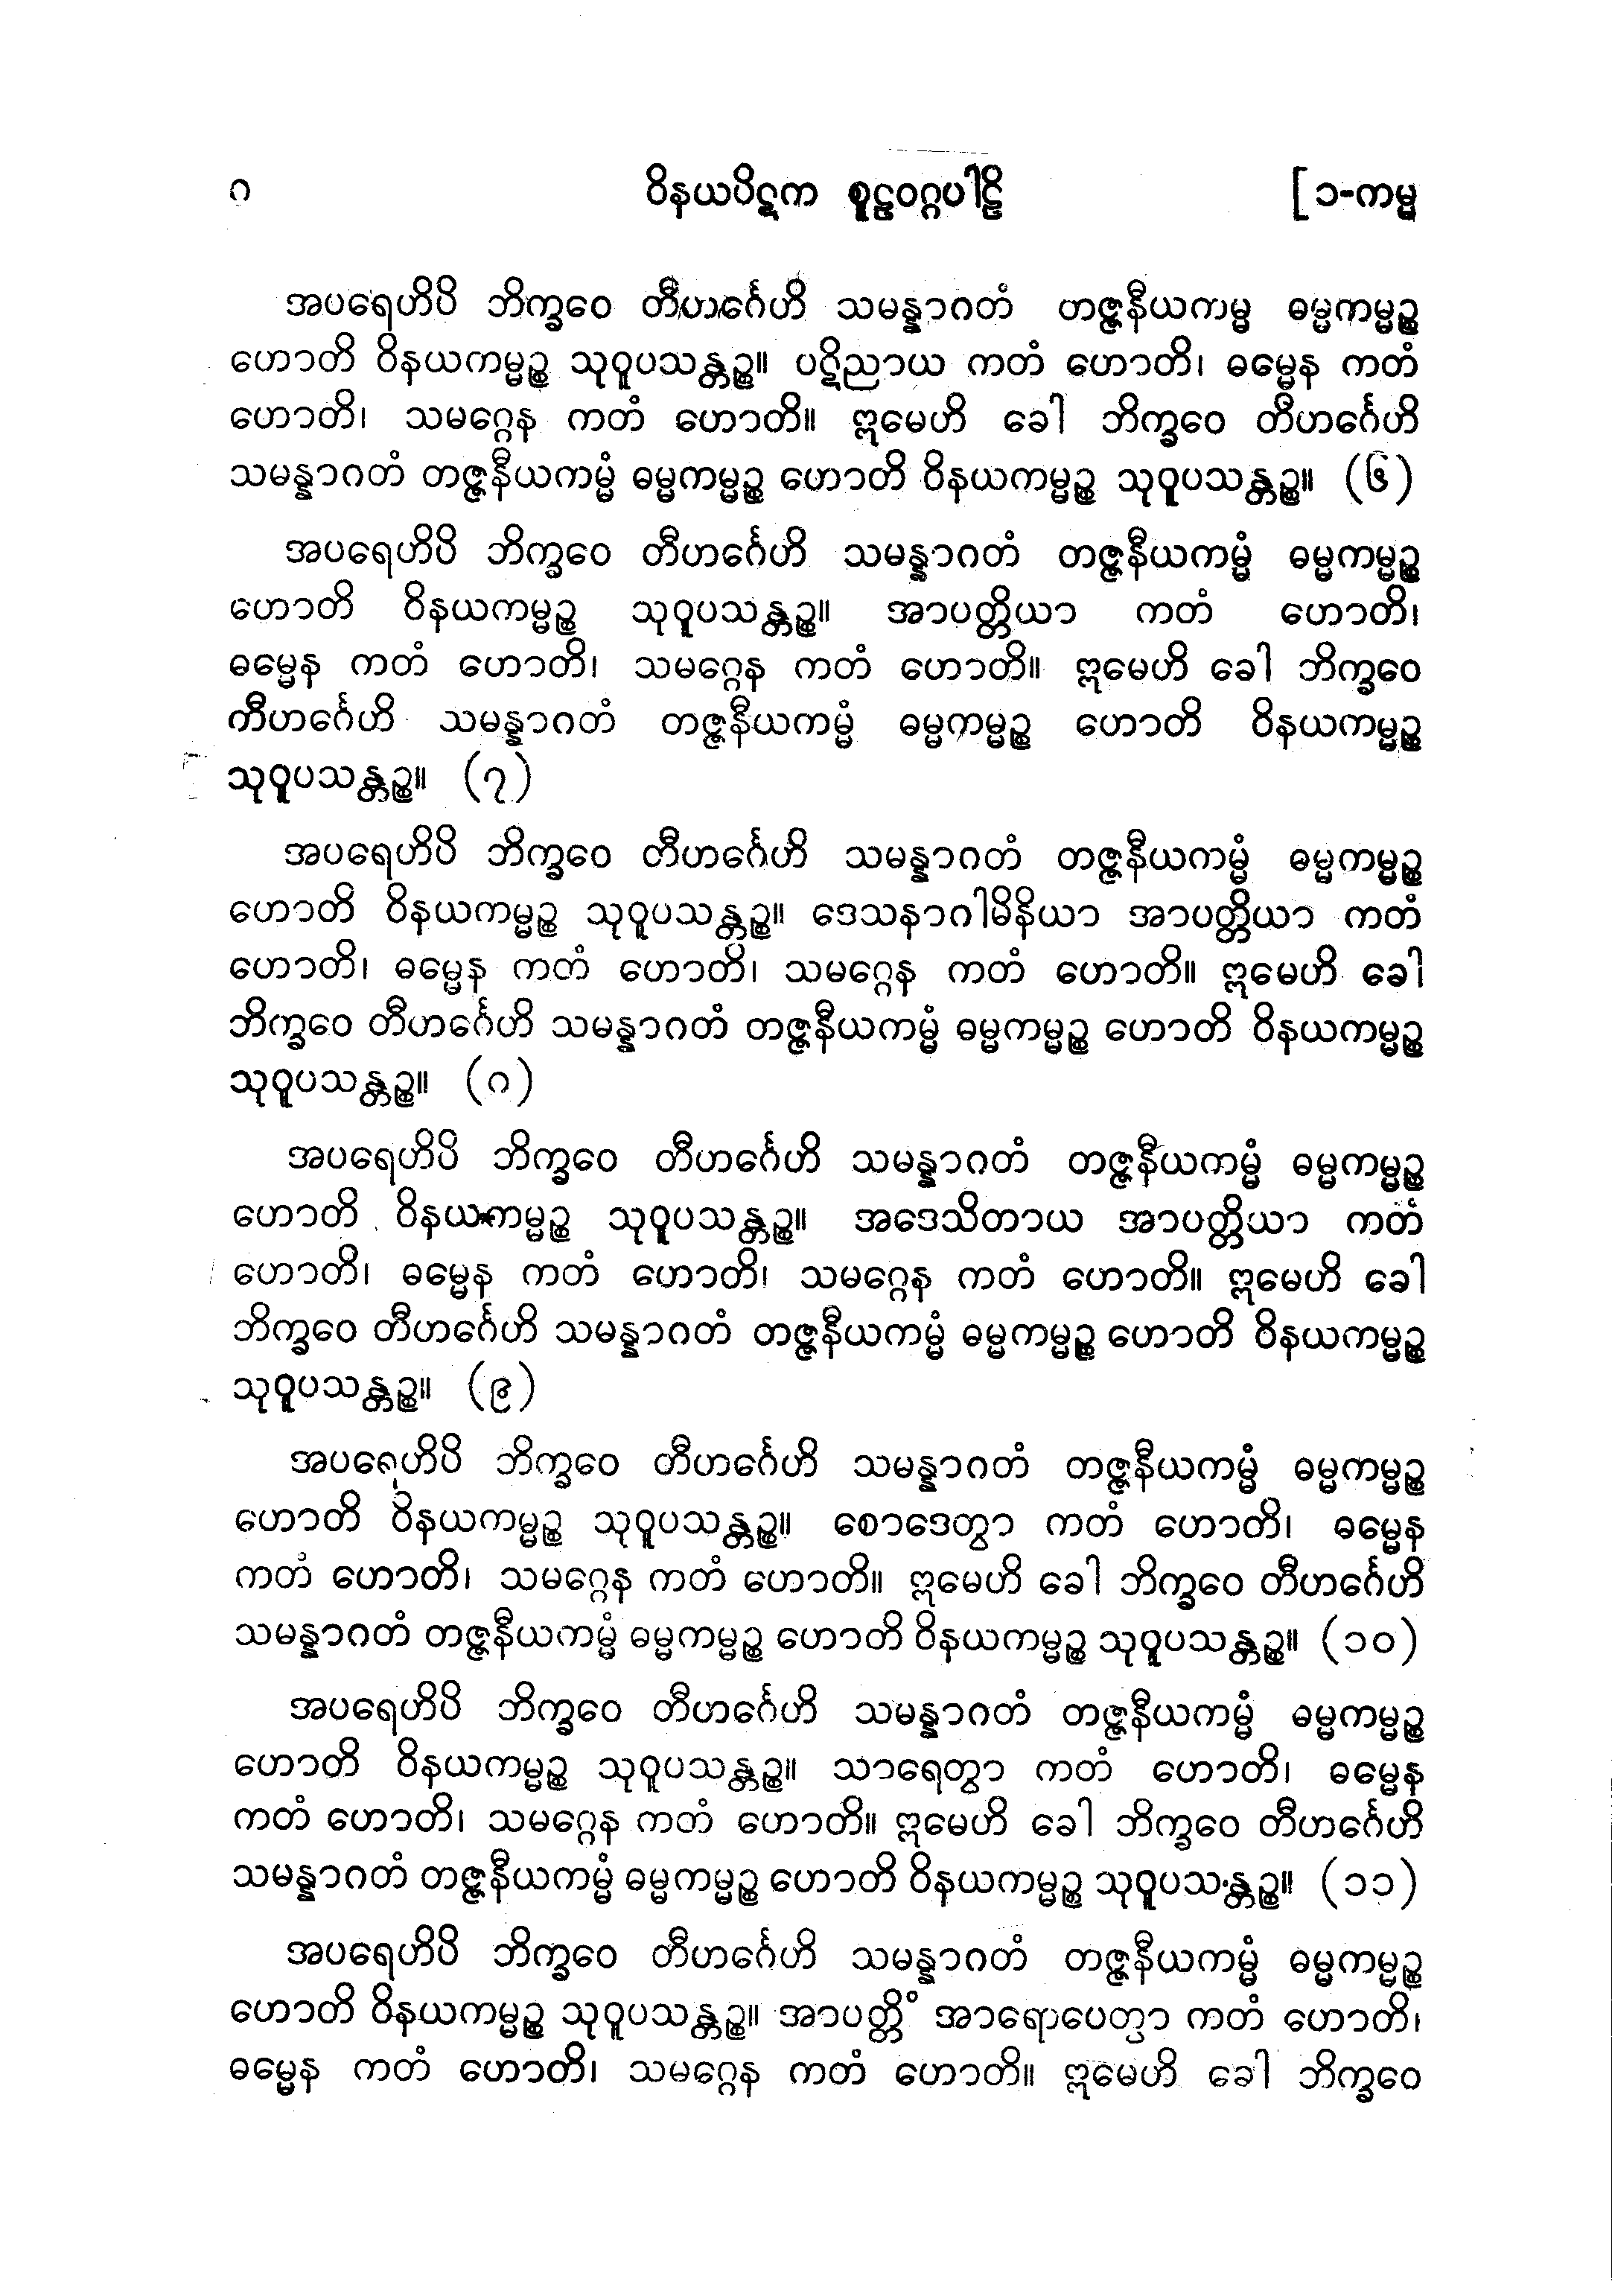 ၈ ဝိနယပိဋက စူဠဝဂ္ဂပါဠိ [ ၁-ကမ္မ
အပရေဟိပိ ဘိက္ခဝေ တီဟင်္ဂေဟိ သမန္နာဂတံ တဇ္ဇနီယကမ္မ ဓမ္မကမ္မဉ္စ
ဟောတိ ဝိနယကမ္မဉ္စ သုဝူပသန္တဉ္စ။ ပဋိညာယ ကတံ ဟောတိ၊ ဓမ္မေန ကတံ
ဟောတိ၊ သမဂ္ဂေန ကတံ ဟောတိ။ ဣမေဟိ ခေါ ဘိက္ခဝေ တီဟင်္ဂေဟိ
သမန္နာဂတံ တဇ္ဇနီယကမ္မံ ဓမ္မကမ္မဉ္စ ဟောတိ ဝိနယကမ္မဉ္စ သုဝူပသန္တဉ္စ။ (၆)
အပရေဟိပိ ဘိက္ခဝေ တီဟင်္ဂေဟိ သမန္နာဂတံ တဇ္ဇနီယကမ္မံ ဓမ္မကမ္မဉ္စ
ဟောတိ ဝိနယကမ္မဉ္စ သုဝူပသန္တဉ္စ။ အာပတ္တိယာ ကတံ ဟောတိ၊
ဓမ္မေန ကတံ ဟောတိ၊ သမဂ္ဂေန ကတံ ဟောတိ။ ဣမေဟိ ခေါ ဘိက္ခဝေ
တီဟင်္ဂေဟိ သမန္နာဂတံ တဇ္ဇနီယကမ္မံ ဓမ္မကမ္မဉ္စ ဟောတိ ဝိနယကမ္မဉ္စ
သုဝူပသန္တဉ္စ။ (၇)
အပရေဟိပိ ဘိက္ခဝေ တီဟင်္ဂေဟိ သမန္နာဂတံ တဇ္ဇနီယကမ္မံ ဓမ္မကမ္မဉ္စ
ဟောတိ ဝိနယကမ္မဉ္စ သုဝူပသန္တဉ္စ။ ဒေသနာဂါမိနိယာ အာပတ္တိယာ ကတံ
ဟောတိ၊ ဓမ္မေန ကတံ ဟောတိ၊ သမဂ္ဂေန ကတံ ဟောတိ။ ဣမေဟိ ခေါ
ဘိက္ခဝေ တီဟင်္ဂေဟိ သမန္နာဂတံ တဇ္ဇနီယကမ္မံ ဓမ္မကမ္မဉ္စ ဟောတိ ဝိနယကမ္မဉ္စ
သုဝူပသန္တဉ္စ။ (၈)
အပရေဟိပိ ဘိက္ခဝေ တီဟင်္ဂေဟိ သမန္နာဂတံ တဇ္ဇနီယကမ္မံ ဓမ္မကမ္မဉ္စ
ဟောတိ ဝိနယကမ္မဉ္စ သုဝူပသန္တဉ္စ။ အဒေသိတာယ အာပတ္တိယာ ကတံ
ဟောတိ၊ ဓမ္မေန ကတံ ဟောတိ၊ သမဂ္ဂေန ကတံ ဟောတိ။ ဣမေဟိ ခေါ
ဘိက္ခဝေ တီဟင်္ဂေဟိ သမန္နာဂတံ တဇ္ဇနီယကမ္မံ ဓမ္မကမ္မဉ္စ ဟောတိ ဝိနယကမ္မဉ္စ
သုဝူပသန္တဉ္စ။ (၉)
အပရေဟိပိ ဘိက္ခဝေ တီဟင်္ဂေဟိ သမန္နာဂတံ တဇ္ဇနီယကမ္မံ ဓမ္မကမ္မဉ္စ
ဟောတိ ဝိနယကမ္မဉ္စ သုဝူပသန္တဉ္စ။ စောဒေတွာ ကတံ ဟောတိ၊ ဓမ္မေန
ကတံ ဟောတိ၊ သမဂ္ဂေန ကတံ ဟောတိ။ ဣမေဟိ ခေါ ဘိက္ခဝေ တီဟင်္ဂေဟိ
သမန္နာဂတံ တဇ္ဇနီယကမ္မံ ဓမ္မကမ္မဉ္စ ဟောတိ ဝိနယကမ္မဉ္စ သုဝူပသန္တဉ္စ။ (၁၀)
အပရေဟိပိ ဘိက္ခဝေ တီဟင်္ဂေဟိ သမန္နာဂတံ တဇ္ဇနီယကမ္မံ ဓမ္မကမ္မဉ္စ
ဟောတိ ဝိနယကမ္မဉ္စ သုဝူပသန္တဉ္စ။ သာရေတွာ ကတံ ဟောတိ၊ ဓမ္မေန
ကတံ ဟောတိ၊ သမဂ္ဂေန ကတံ ဟောတိ။ ဣမေဟိ ခေါ ဘိက္ခဝေ တီဟင်္ဂေဟိ
သမန္နာဂတံ တဇ္ဇနီယကမ္မံ ဓမ္မကမ္မဉ္စ ဟောတိ ဝိနယကမ္မဉ္စ သုဝူပသန္တဉ္စ။ (၁၁)
အပရေဟိပိ ဘိက္ခဝေ တီဟင်္ဂေဟိ သမန္နာဂတံ တဇ္ဇနီယကမ္မံ ဓမ္မကမ္မဉ္စ
ဟောတိ ဝိနယကမ္မဉ္စ သုဝူပသန္တဉ္စ။ အာပတ္တိံ အာရောပေတွာ ကတံ ဟောတိ၊
ဓမ္မေန ကတံ ဟောတိ၊ သမဂ္ဂေန ကတံ ဟောတိ။ ဣမေဟိ ခေါ ဘိက္ခဝေ